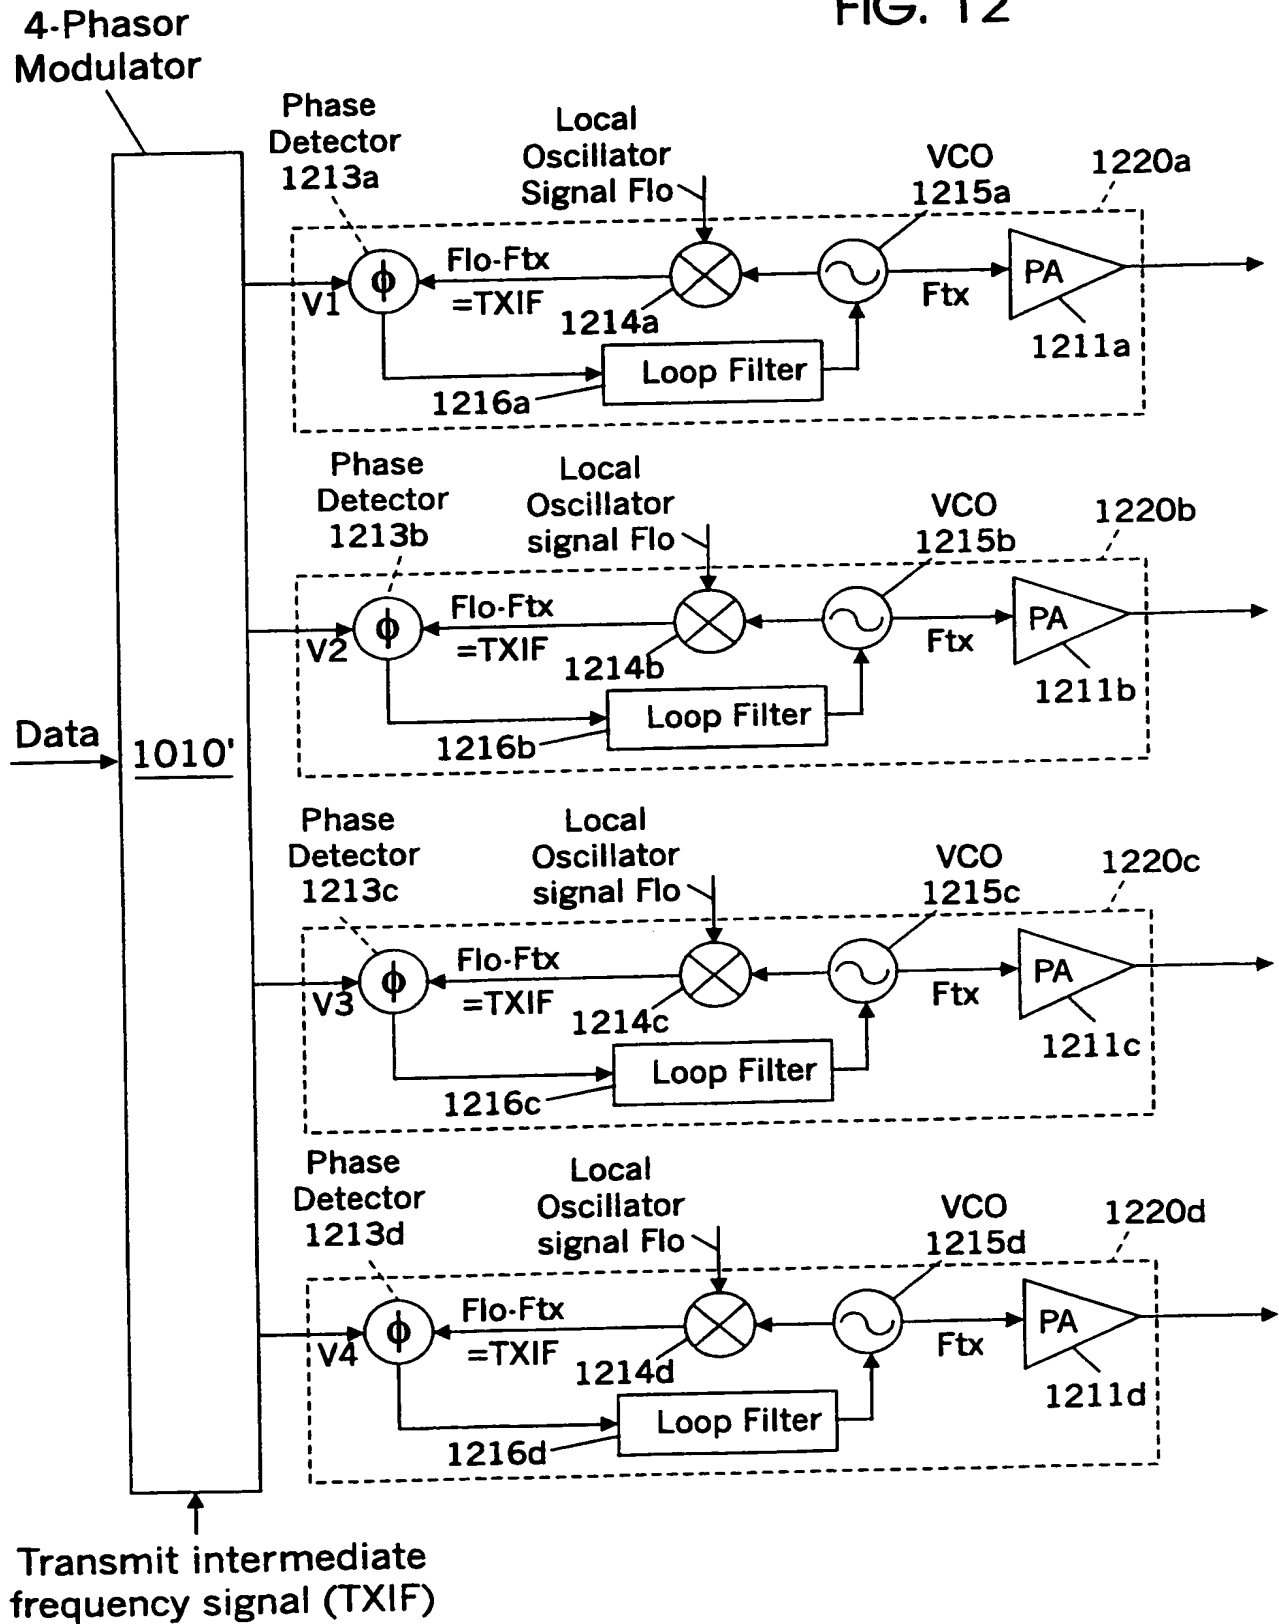 FIG. 12
4-Phasor
Modulator
Phase
Detector
1213a
Local
Oscillator
Signal Flo
VCO
1215a
1220a
V1
ϕ
Flo-Ftx
=TXIF
1214a
Ftx
PA
1211a
Loop Filter
1216a
Phase
Detector
1213b
Local
Oscillator
signal Flo
VCO
1215b
1220b
V2
ϕ
Flo-Ftx
=TXIF
1214b
Ftx
PA
1211b
Loop Filter
1216b
Data
1010'
Phase
Detector
1213c
Local
Oscillator
signal Flo
VCO
1215c
1220c
V3
ϕ
Flo-Ftx
=TXIF
1214c
Ftx
PA
1211c
Loop Filter
1216c
Phase
Detector
1213d
Local
Oscillator
signal Flo
VCO
1215d
1220d
V4
ϕ
Flo-Ftx
=TXIF
1214d
Ftx
PA
1211d
Loop Filter
1216d
Transmit intermediate
frequency signal (TXIF)